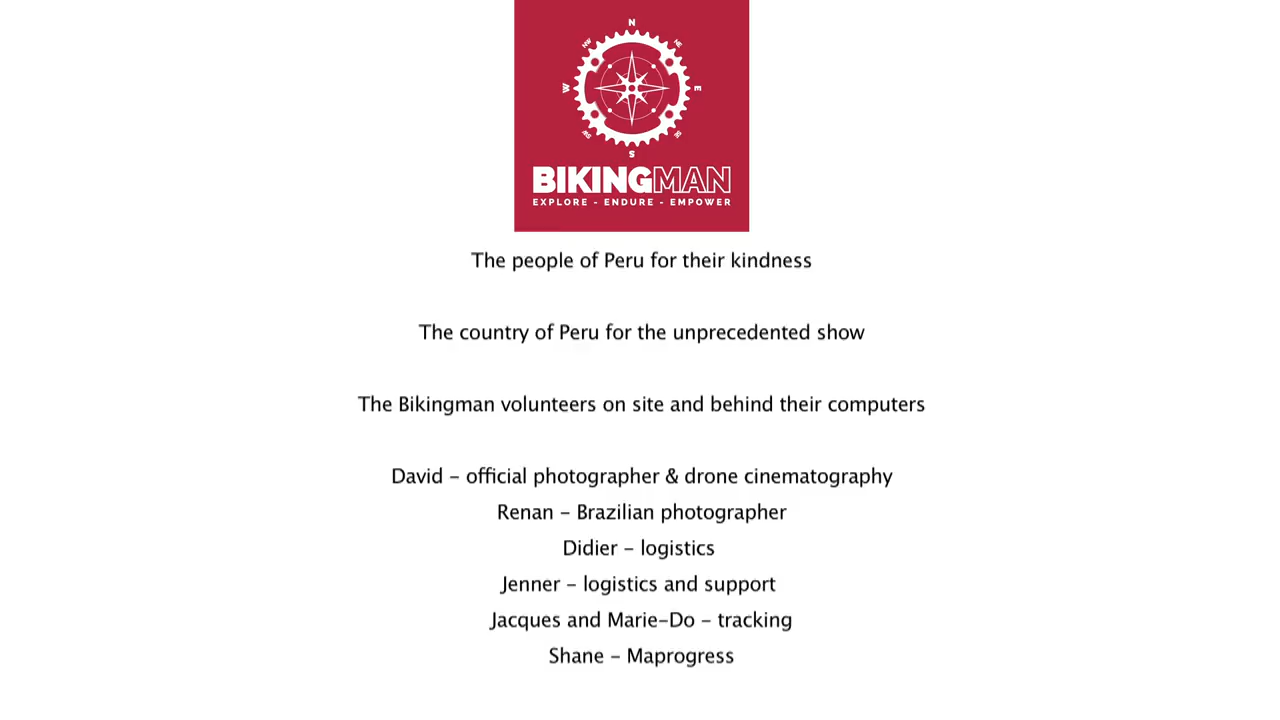 N
NW NE
W E
SW SE
S
BIKINGMAN
EXPLORE - ENDURE - EMPOWER
The people of Peru for their kindness
The country of Peru for the unprecedented show
The Bikingman volunteers on site and behind their computers
David – official photographer & drone cinematography
Renan – Brazilian photographer
Didier – logistics
Jenner – logistics and support
Jacques and Marie-Do – tracking
Shane – Maprogress